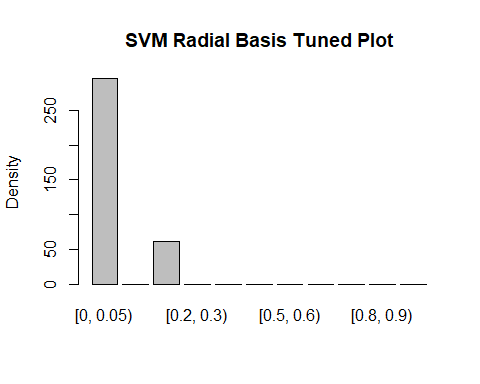 SVM Radial Basis Tuned Plot
Density
250
150
50
0
[0, 0.05) [0.2, 0.3) [0.5, 0.6) [0.8, 0.9)